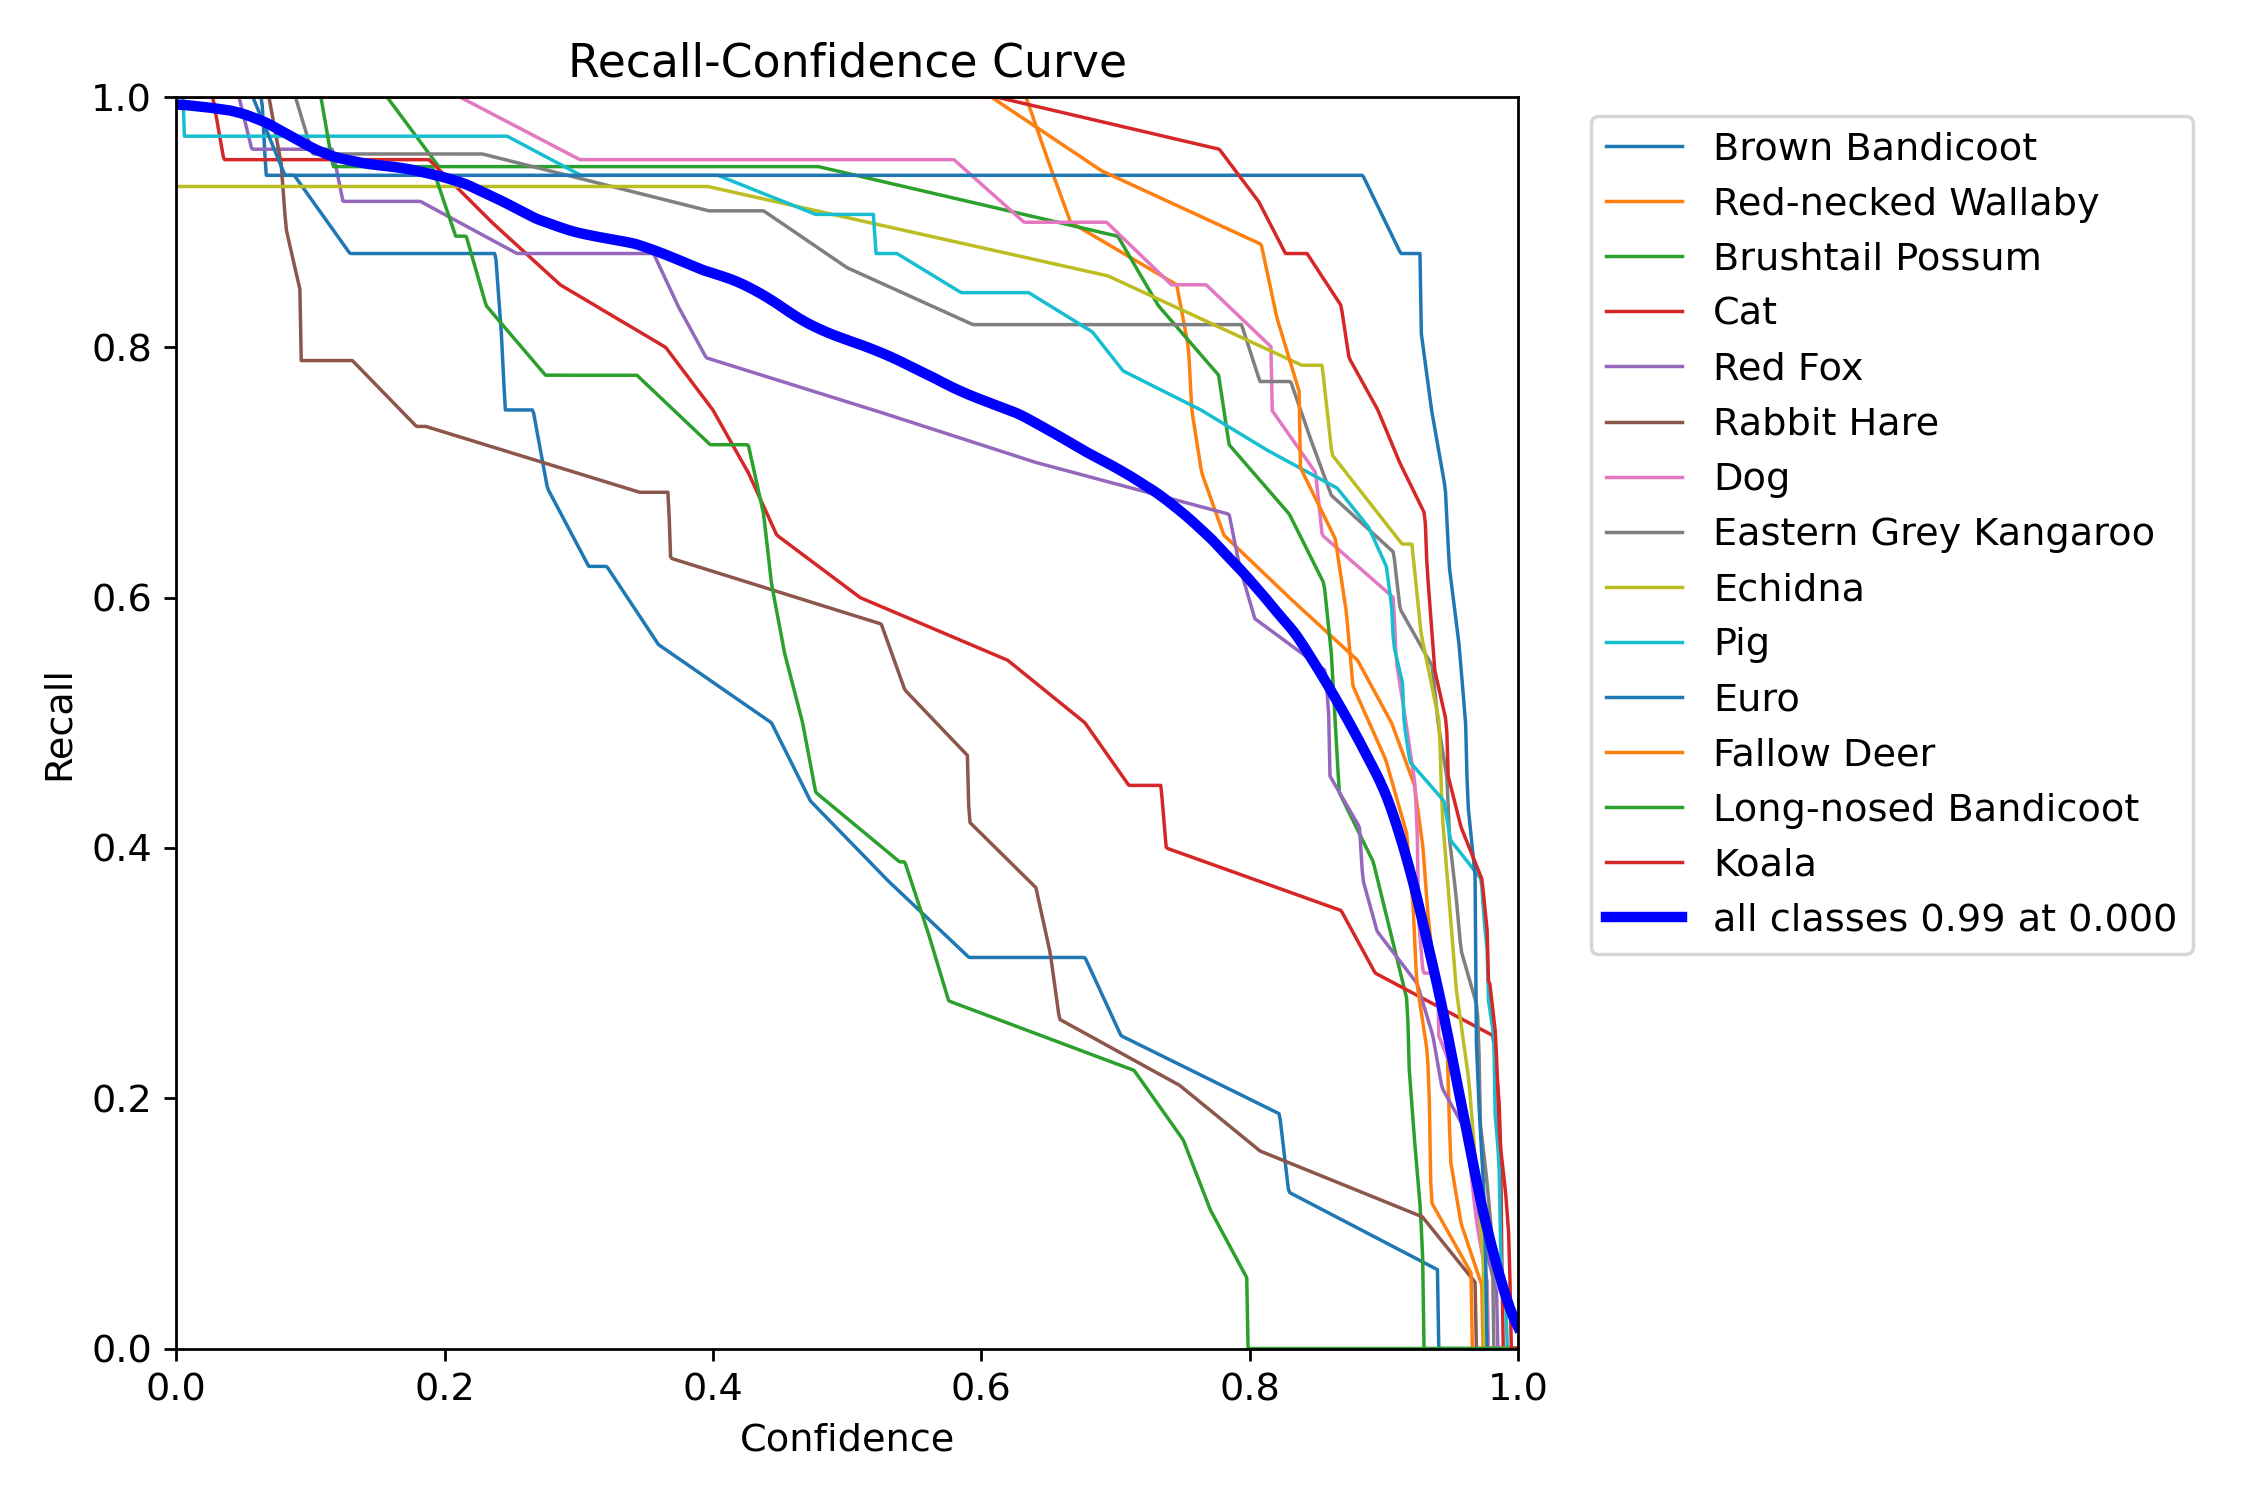 Recall-Confidence Curve
1.0
0.8
0.6
0.4
0.2
0.0
Recall
0.0 0.2 0.4 0.6 0.8 1.0
Confidence
Brown Bandicoot
Red-necked Wallaby
Brushtail Possum
Cat
Red Fox
Rabbit Hare
Dog
Eastern Grey Kangaroo
Echidna
Pig
Euro
Fallow Deer
Long-nosed Bandicoot
Koala
all classes 0.99 at 0.000